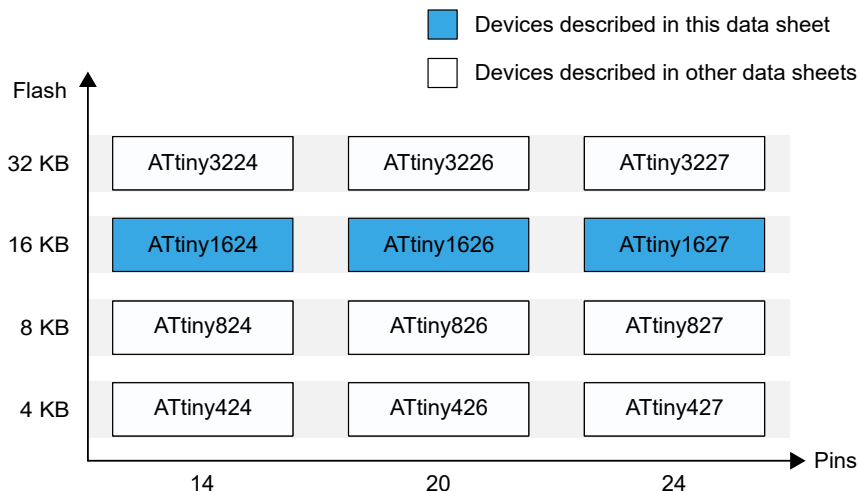 Devices described in this data sheet
Devices described in other data sheets
Flash
32 KB ATtiny3224 ATtiny3226 ATtiny3227
16 KB ATtiny1624 ATtiny1626 ATtiny1627
8 KB ATtiny824 ATtiny826 ATtiny827
4 KB ATtiny424 ATtiny426 ATtiny427
Pins
14 20 24